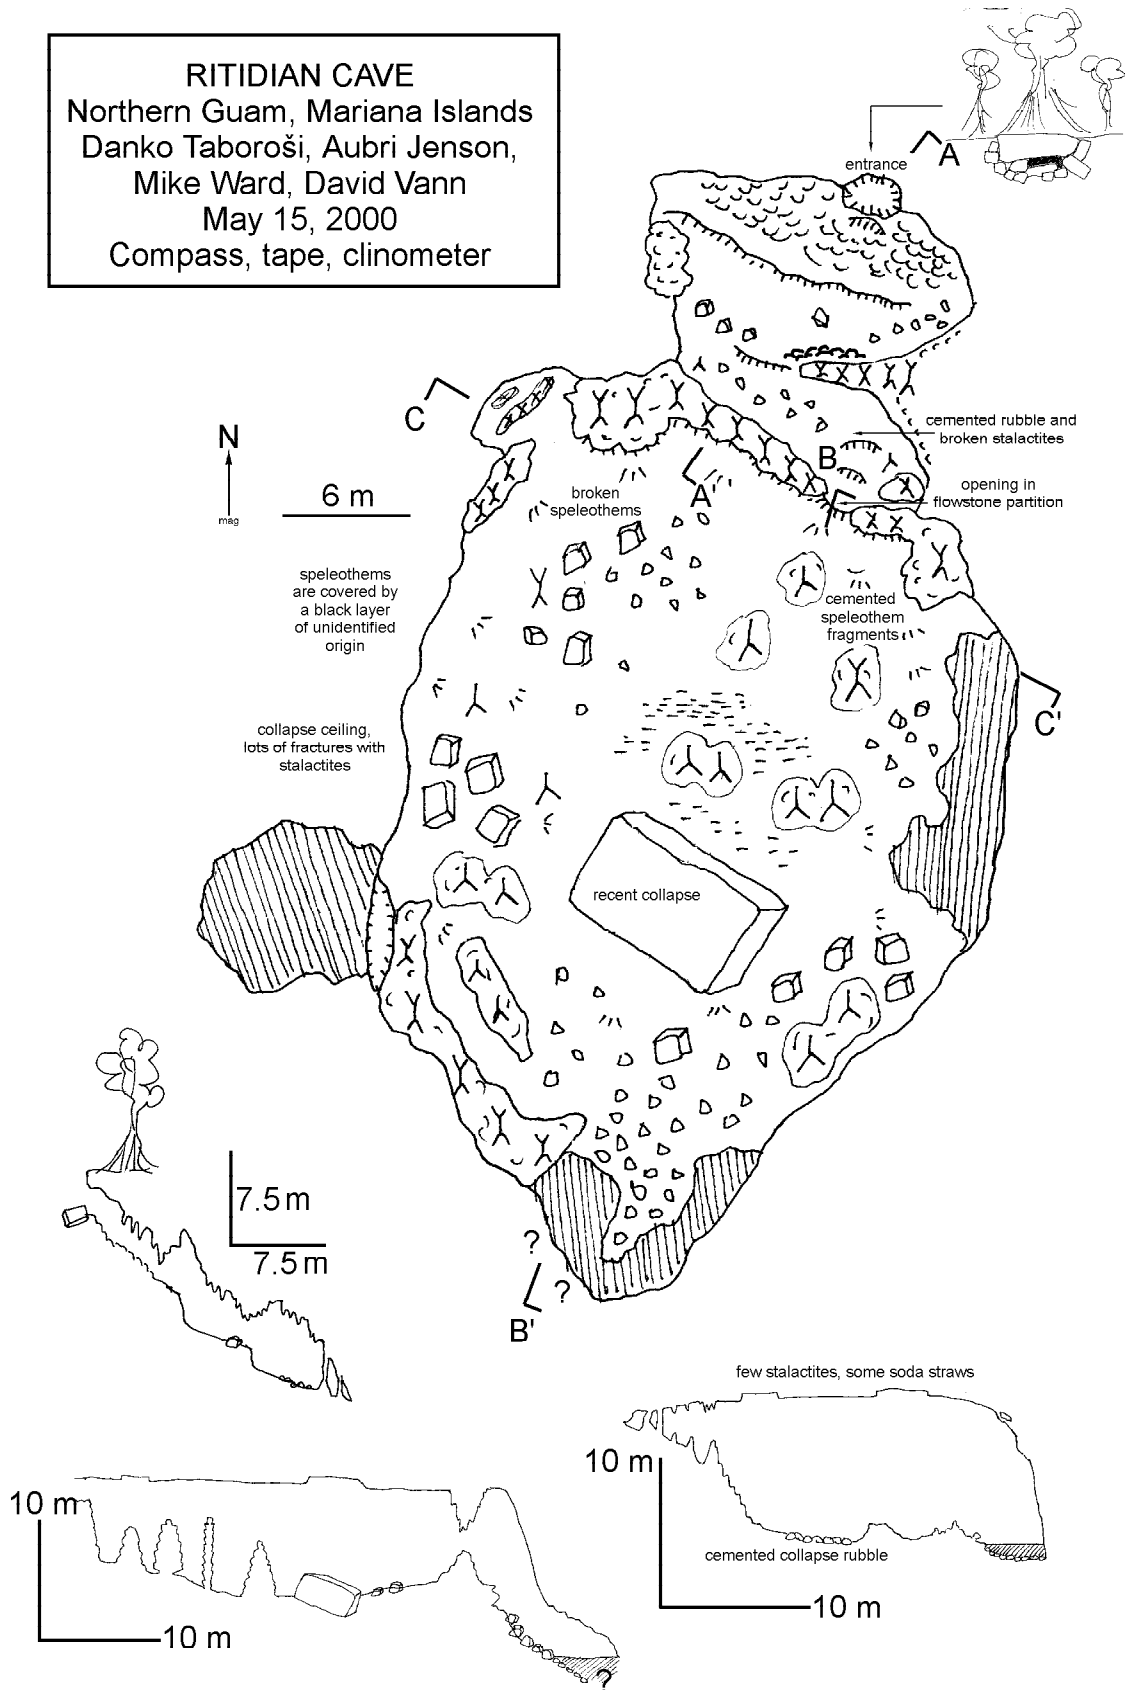 RITIDIAN CAVE
Northern Guam, Mariana Islands
Danko Taboroši, Aubri Jenson,
Mike Ward, David Vann
May 15, 2000
Compass, tape, clinometer
entrance
A
C
N
mag
6 m
cemented rubble and
broken stalactites
B
opening in
flowstone partition
A'
broken
speleothems
speleothems
are covered by
a black layer
of unidentified
origin
cemented
speleothem
fragments
C'
collapse ceiling,
lots of fractures with
stalactites
recent collapse
7.5 m
7.5 m
?
?
B'
few stalactites, some soda straws
10 m
cemented collapse rubble
10 m
10 m
10 m
?